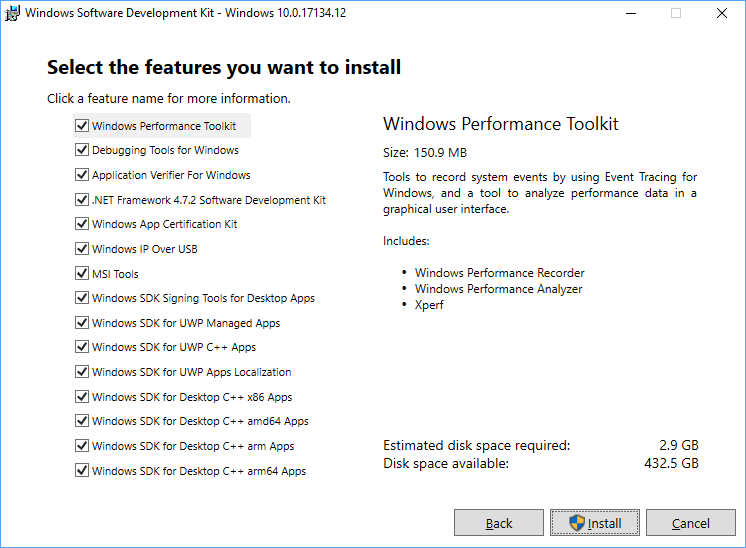 Windows Software Development Kit - Windows 10.0.17134.12
Select the features you want to install
Click a feature name for more information.
Windows Performance Toolkit
Debugging Tools for Windows
Application Verifier For Windows
.NET Framework 4.7.2 Software Development Kit
Windows App Certification Kit
Windows IP Over USB
MSI Tools
Windows SDK Signing Tools for Desktop Apps
Windows SDK for UWP Managed Apps
Windows SDK for UWP C++ Apps
Windows SDK for UWP Apps Localization
Windows SDK for Desktop C++ x86 Apps
Windows SDK for Desktop C++ amd64 Apps
Windows SDK for Desktop C++ arm Apps
Windows SDK for Desktop C++ arm64 Apps
Windows Performance Toolkit
Size: 150.9 MB
Tools to record system events by using Event Tracing for
Windows, and a tool to analyze performance data in a
graphical user interface.
Includes:
• Windows Performance Recorder
• Windows Performance Analyzer
• Xperf
Estimated disk space required: 2.9 GB
Disk space available: 432.5 GB
Back Install Cancel